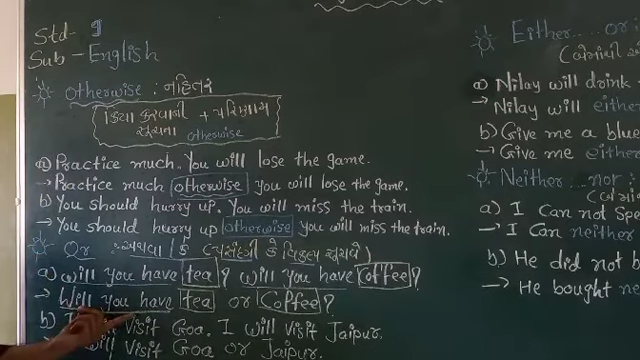 Std - 9
Sub - English
Otherwise : નહિતર
ક્રિયા કરવાની + પરિણામ
સૂચના otherwise
a) Practice much. You will lose the game.
→ Practice much otherwise you will lose the game.
b) You should hurry up. You will miss the train.
→ You should hurry up otherwise you will miss the train.
Or : અથવા
a) will you have tea? will you have Coffee?
→ Will you have tea or Coffee?
b) Visit Goa. I will visit Jaipur.
will Visit Goa or Jaipur.
Either... or
a) Nilay will drink
→ Nilay will either
b) Give me a blue
→ Give me either
Neither.... nor
a) I Can not
→ I Can neither
b) He did not
→ He bought